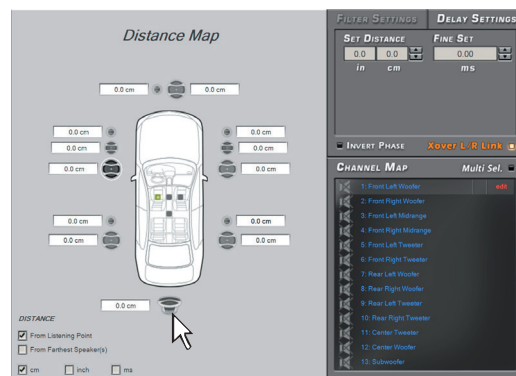 Distance Map
0.0 cm 0.0 cm
0.0 cm 0.0 cm
0.0 cm 0.0 cm
0.0 cm 0.0 cm
0.0 cm 0.0 cm
0.0 cm 0.0 cm
0.0 cm
DISTANCE
From Listening Point
From Farthest Speaker(s)
cm inch ms
FILTER SETTINGS DELAY SETTINGS
SET DISTANCE FINE SET
0.0 0.0 0.00
in cm ms
INVERT PHASE Xover L-R Link
CHANNEL MAP Multi Sel.
1: Front Left Woofer edit
2: Front Right Woofer
3: Front Left Midrange
4: Front Right Midrange
5: Front Left Tweeter
6: Front Right Tweeter
7: Rear Left Woofer
8: Rear Right Woofer
9: Rear Left Tweeter
10: Rear Right Tweeter
11: Center Tweeter
12: Center Woofer
13: Subwoofer